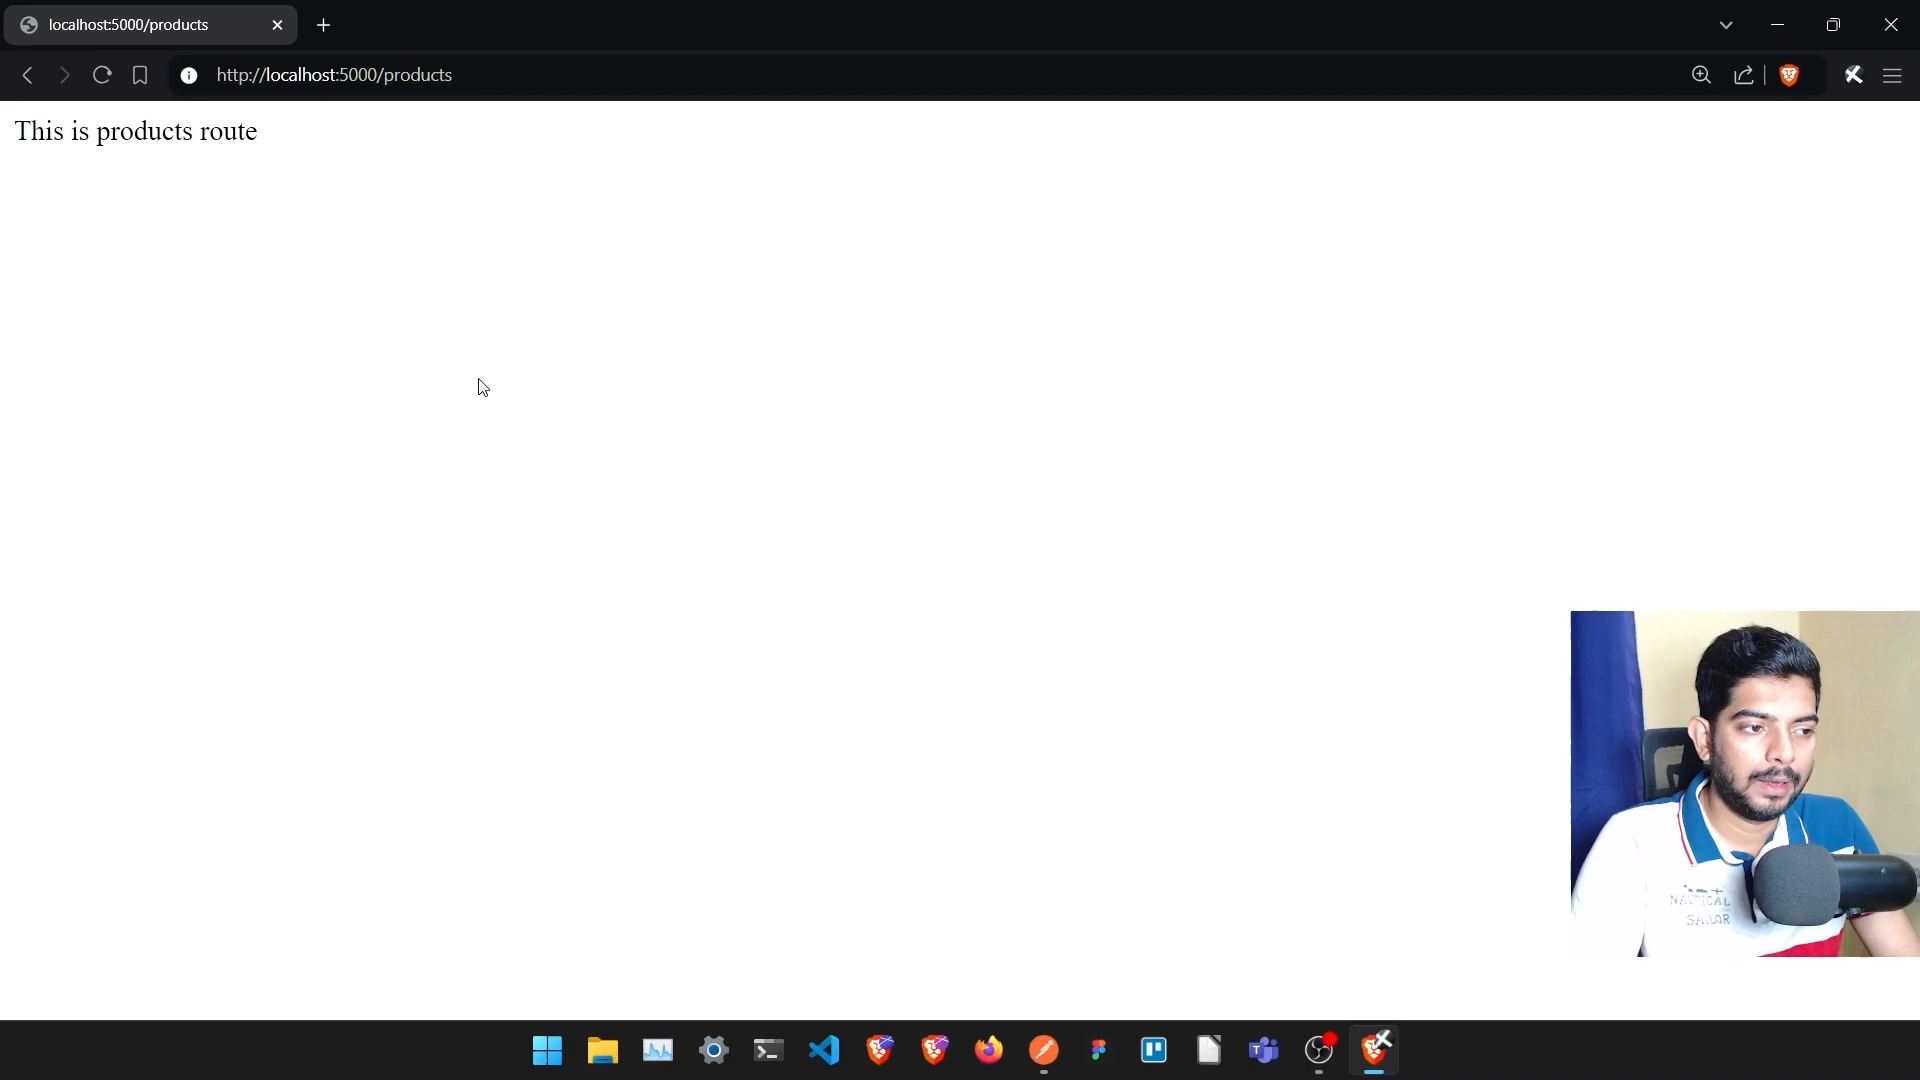 localhost:5000/products
http://localhost:5000/products
This is products route
NAUTICAL
SAILOR